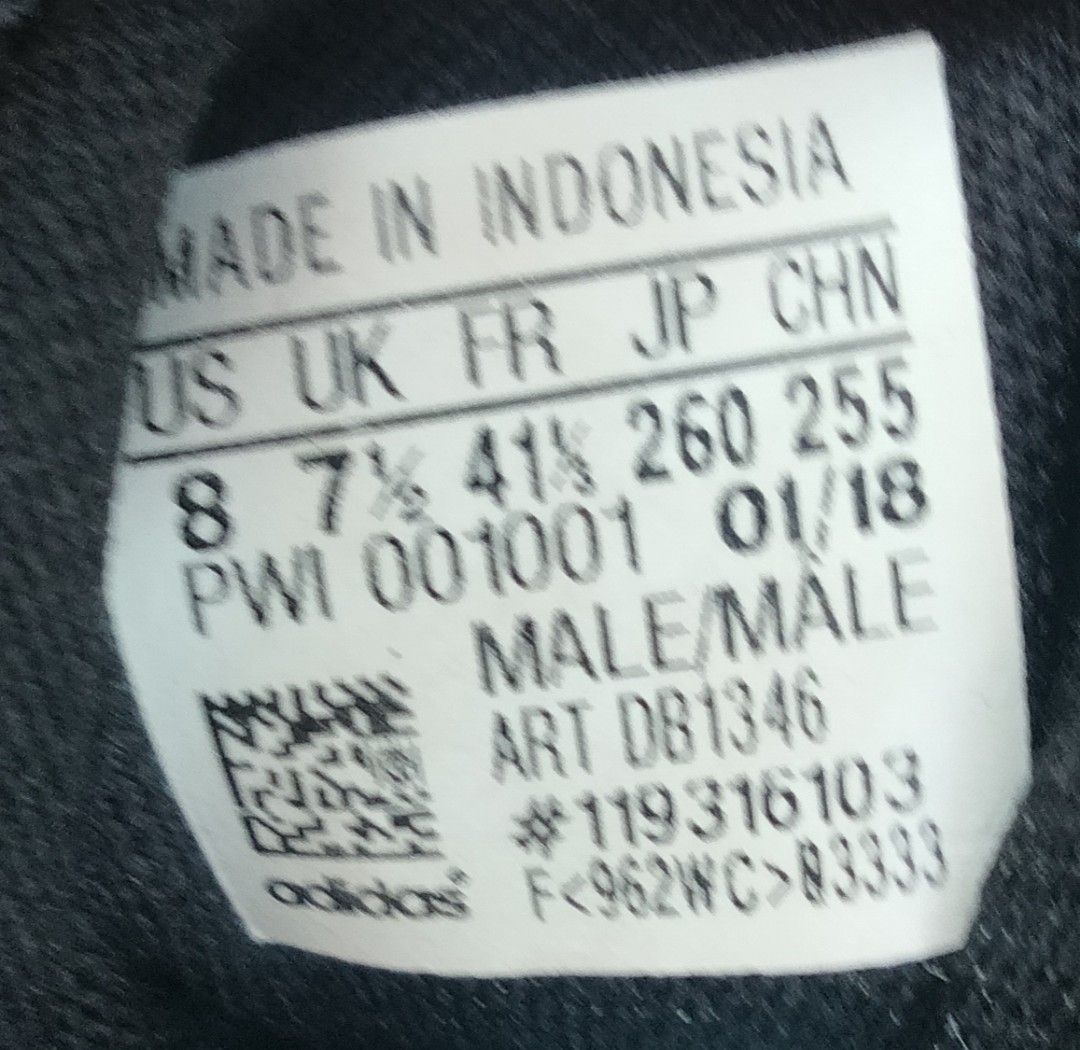 MADE IN INDONESIA
US UK FR JP CHN
8 7½ 41⅓ 260 255
PWI 001001 01/18
MALE/MÂLE
ART DB1346
#119316103
F<962WC>03333
adidas